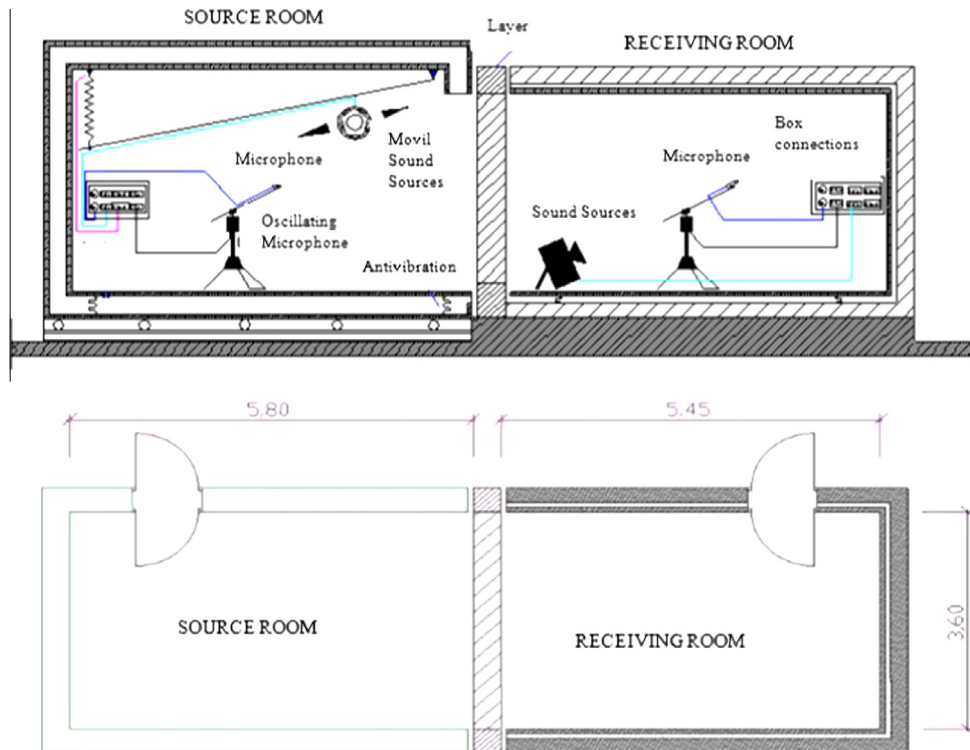 SOURCE ROOM
Layer
RECEIVING ROOM
Movil
Sound
Sources
Microphone
Oscillating
Microphone
Antivibration
Box
connections
Microphone
Sound Sources
5,80
5.45
SOURCE ROOM
RECEIVING ROOM
3,60